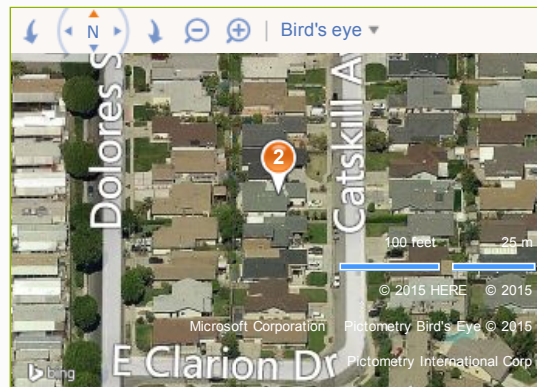 N
Bird's eye
Dolores S
Catskill Av
2
100 feet 25 m
© 2015 HERE © 2015
Microsoft Corporation Pictometry Bird's Eye © 2015
E Clarion Dr Pictometry International Corp
bing